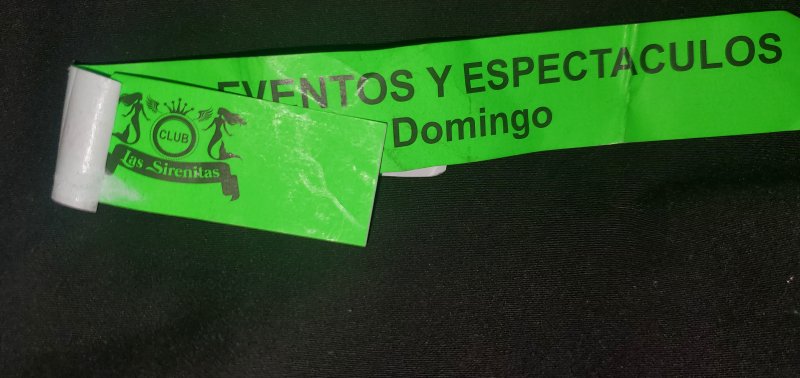 EVENTOS Y ESPECTACULOS
Domingo
CLUB
Las Sirenitas